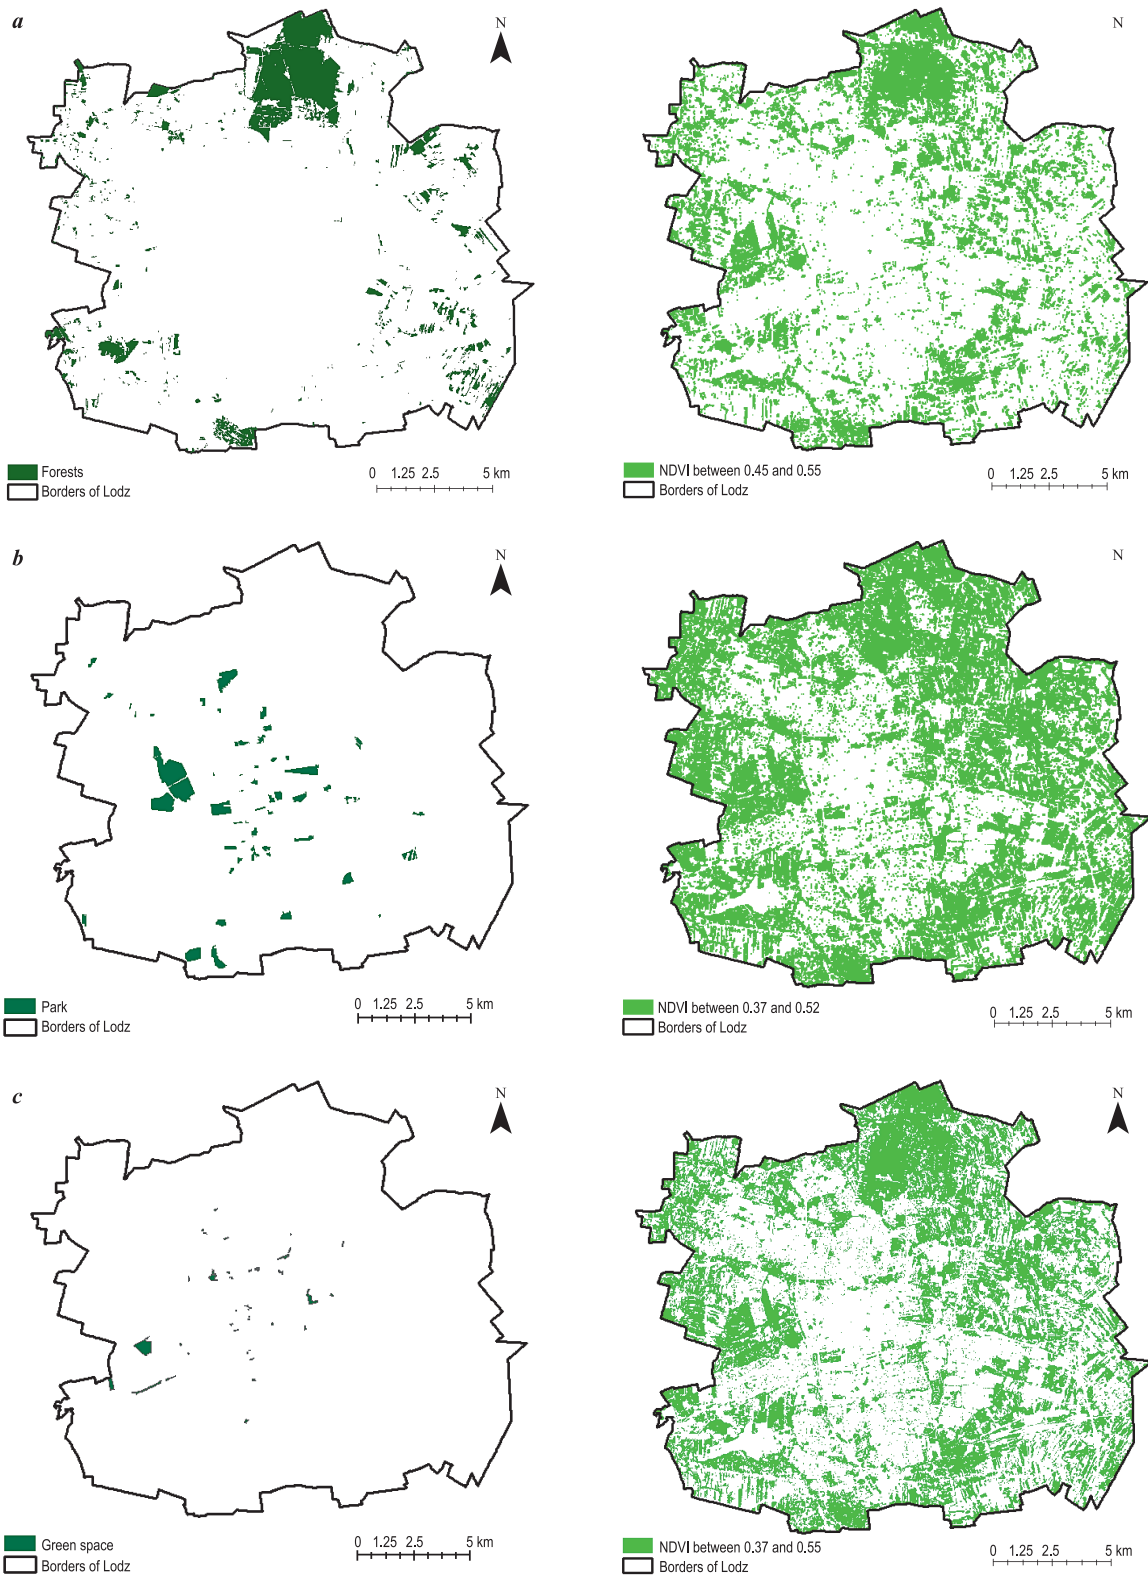 a
N
N
Forests
Borders of Lodz
0 1.25 2.5 5 km
NDVI between 0.45 and 0.55
Borders of Lodz
0 1.25 2.5 5 km
b
N
N
Park
Borders of Lodz
0 1.25 2.5 5 km
NDVI between 0.37 and 0.52
Borders of Lodz
0 1.25 2.5 5 km
c
N
N
Green space
Borders of Lodz
0 1.25 2.5 5 km
NDVI between 0.37 and 0.55
Borders of Lodz
0 1.25 2.5 5 km